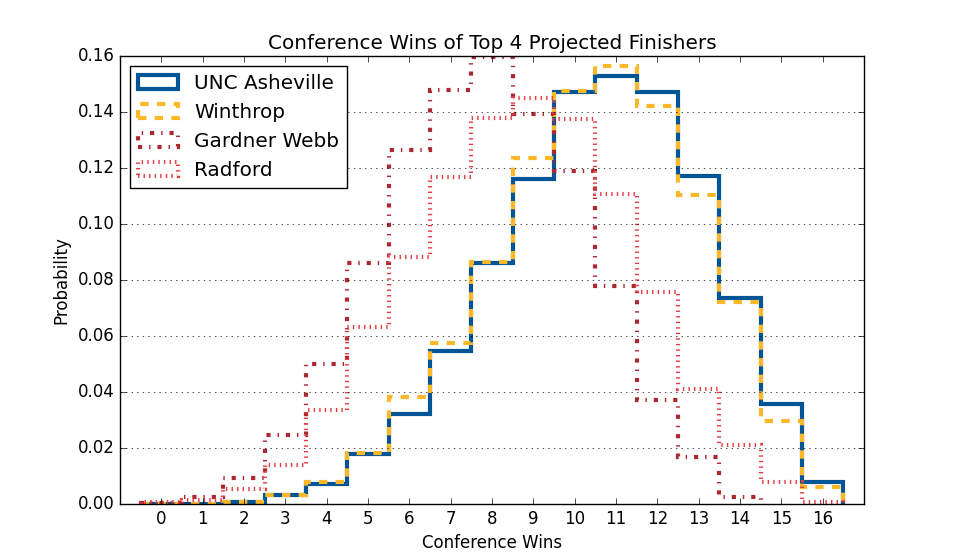 Conference Wins of Top 4 Projected Finishers
UNC Asheville
Winthrop
Gardner Webb
Radford
0.16
0.14
0.12
0.10
0.08
0.06
0.04
0.02
0.00
Probability
0 1 2 3 4 5 6 7 8 9 10 11 12 13 14 15 16
Conference Wins